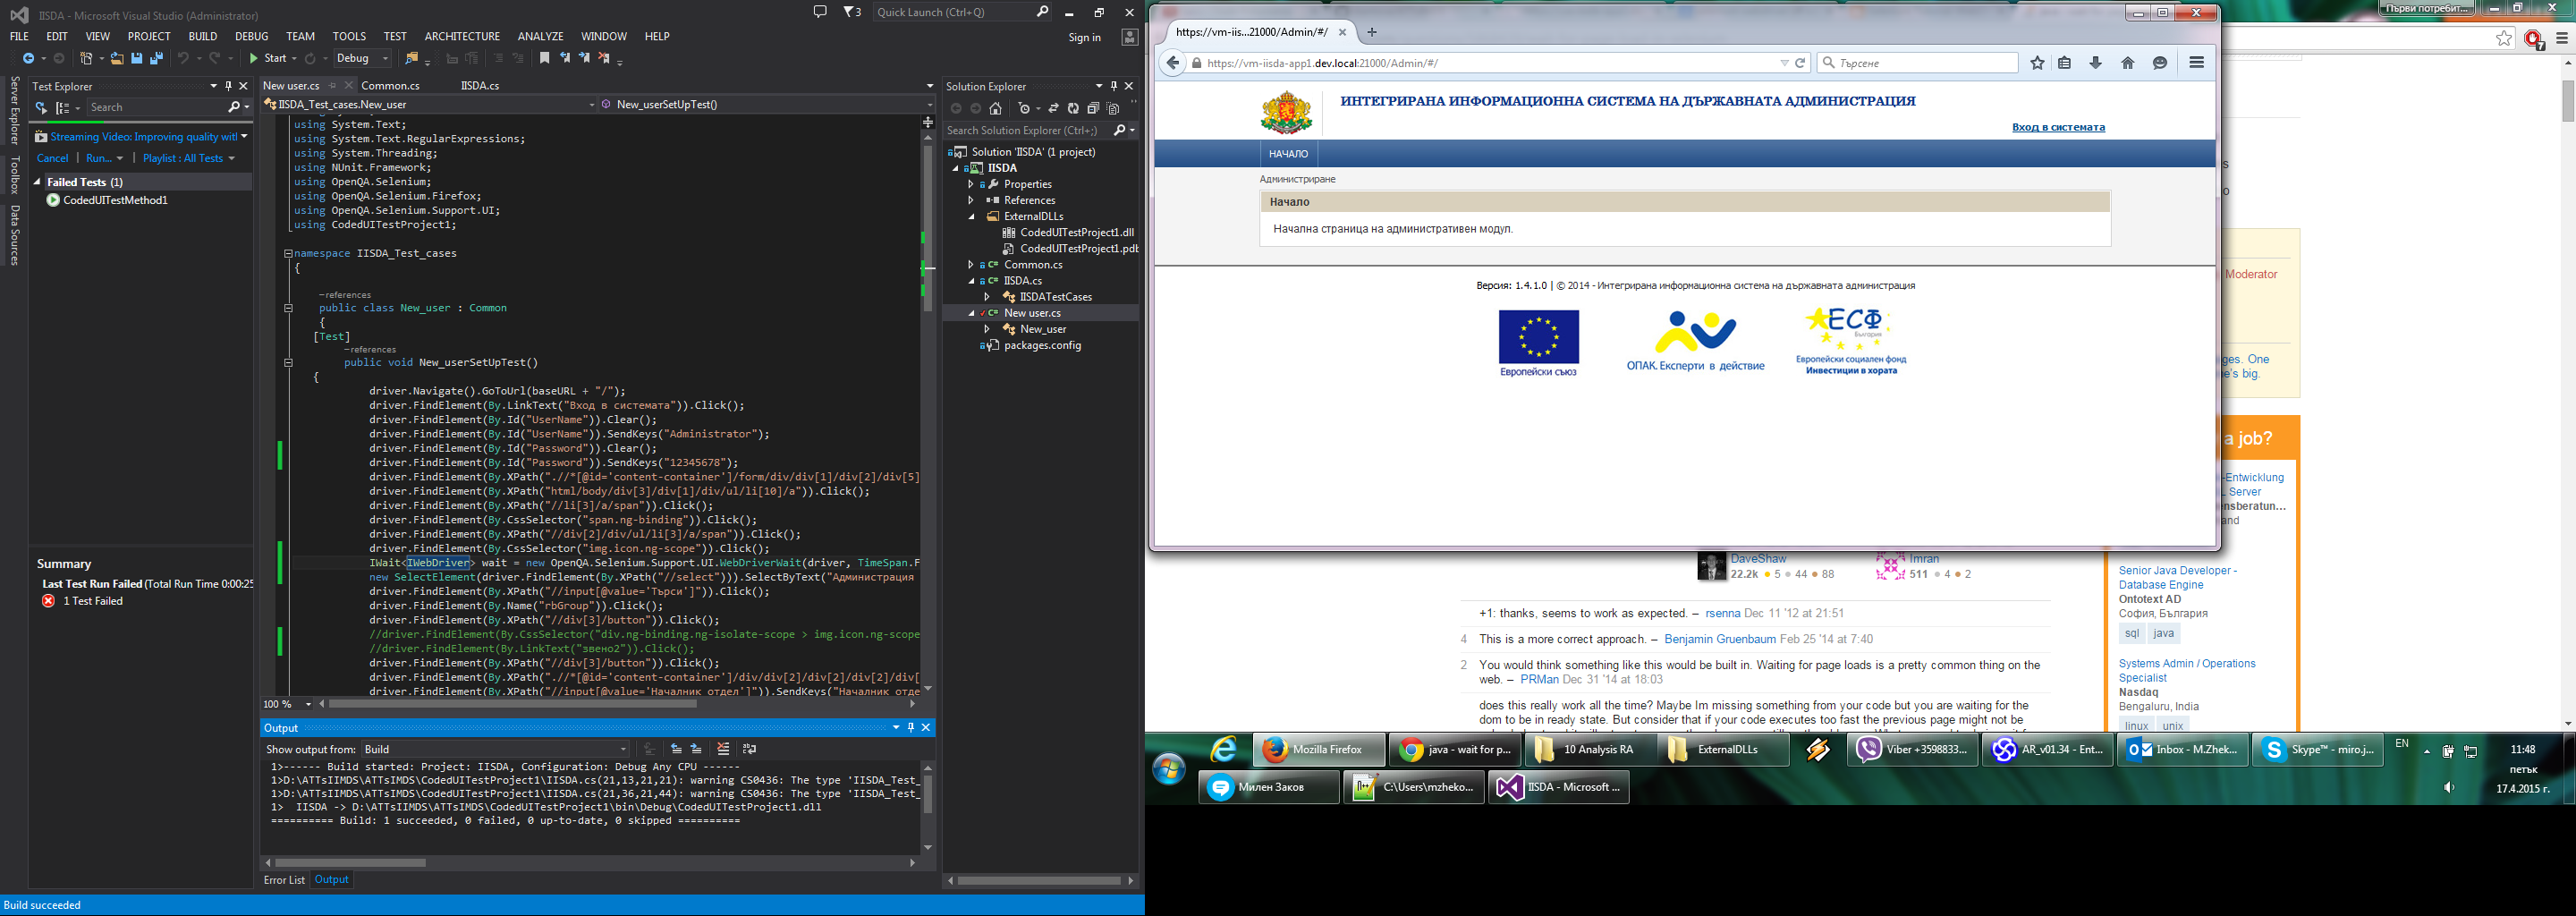 IISDA - Microsoft Visual Studio (Administrator)
3
Quick Launch (Ctrl+Q)
FILE EDIT VIEW PROJECT BUILD DEBUG TEAM TOOLS TEST ARCHITECTURE ANALYZE WINDOW HELP
Sign in
Start
Debug
Server Explorer
Toolbox
Data Sources
Test Explorer
Search
Streaming Video: Improving quality witl
Cancel | Run... | Playlist : All Tests
Failed Tests (1)
CodedUITestMethod1
Summary
Last Test Run Failed (Total Run Time 0:00:25
1 Test Failed
New user.cs
Common.cs
IISDA.cs
IISDA_Test_cases.New_user
New_userSetUpTest()
using System.Text;
using System.Text.RegularExpressions;
using System.Threading;
using NUnit.Framework;
using OpenQA.Selenium;
using OpenQA.Selenium.Firefox;
using OpenQA.Selenium.Support.UI;
using CodedUITestProject1;
namespace IISDA_Test_cases
{
-references
public class New_user : Common
{
[Test]
-references
public void New_userSetUpTest()
{
driver.Navigate().GoToUrl(baseURL + "/");
driver.FindElement(By.LinkText("Вход в системата")).Click();
driver.FindElement(By.Id("UserName")).Clear();
driver.FindElement(By.Id("UserName")).SendKeys("Administrator");
driver.FindElement(By.Id("Password")).Clear();
driver.FindElement(By.Id("Password")).SendKeys("12345678");
driver.FindElement(By.XPath(".//*[@id='content-container']/form/div/div[1]/div[2]/div[5]
driver.FindElement(By.XPath("html/body/div[3]/div[1]/div/ul/li[10]/a")).Click();
driver.FindElement(By.XPath("//li[3]/a/span")).Click();
driver.FindElement(By.CssSelector("span.ng-binding")).Click();
driver.FindElement(By.XPath("//div[2]/div/ul/li[3]/a/span")).Click();
driver.FindElement(By.CssSelector("img.icon.ng-scope")).Click();
IWait<IWebDriver> wait = new OpenQA.Selenium.Support.UI.WebDriverWait(driver, TimeSpan.F
new SelectElement(driver.FindElement(By.XPath("//select"))).SelectByText("Администрация
driver.FindElement(By.XPath("//input[@value='Търси']")).Click();
driver.FindElement(By.Name("rbGroup")).Click();
driver.FindElement(By.XPath("//div[3]/button")).Click();
//driver.FindElement(By.CssSelector("div.ng-binding.ng-isolate-scope > img.icon.ng-scope
//driver.FindElement(By.LinkText("звено2")).Click();
driver.FindElement(By.XPath("//div[3]/button")).Click();
driver.FindElement(By.XPath(".//*[@id='content-container']/div/div[2]/div[2]/div[2]/div[
driver.FindElement(By.XPath("//input[@value='Началник отдел']")).SendKeys("Началник отде
100 %
Output
Show output from: Build
1>------ Build started: Project: IISDA, Configuration: Debug Any CPU ------
1>D:\ATTsIIMDS\ATTsIMDS\CodedUITestProject1\IISDA.cs(21,13,21,21): warning CS0436: The type 'IISDA_Test_
1>D:\ATTsIIMDS\ATTsIMDS\CodedUITestProject1\IISDA.cs(21,36,21,44): warning CS0436: The type 'IISDA_Test_
1> IISDA -> D:\ATTsIIMDS\ATTsIMDS\CodedUITestProject1\bin\Debug\CodedUITestProject1.dll
========== Build: 1 succeeded, 0 failed, 0 up-to-date, 0 skipped ==========
Error List
Output
Build succeeded
Solution Explorer
Search Solution Explorer (Ctrl+;)
Solution 'IISDA' (1 project)
IISDA
Properties
References
ExternalDLLs
CodedUITestProject1.dll
CodedUITestProject1.pdb
Common.cs
IISDA.cs
IISDATestCases
New user.cs
New_user
packages.config
https://vm-iis...21000/Admin/#/
https://vm-iisda-app1.dev.local:21000/Admin/#/
Търсене
ИНТЕГРИРАНА ИНФОРМАЦИОННА СИСТЕМА НА ДЪРЖАВНАТА АДМИНИСТРАЦИЯ
Вход в системата
НАЧАЛО
Администриране
Начало
Начална страница на административен модул.
Версия: 1.4.1.0 | © 2014 - Интегрирана информационна система на държавната администрация
Европейски съюз
ОПАК. Експерти в действие
ЕСФ
България
Европейски социален фонд
Инвестиции в хората
Първи потребит...
7
Moderator
ges. One
e's big.
a job?
-Entwicklung
L Server
ensberatun...
and
Senior Java Developer -
Database Engine
Ontotext AD
София, България
sql java
Systems Admin / Operations
Specialist
Nasdaq
Bengaluru, India
linux unix
DaveShaw
22.2k 5 44 88
Imran
511 4 2
+1: thanks, seems to work as expected. – rsenna Dec 11 '12 at 21:51
4 This is a more correct approach. – Benjamin Gruenbaum Feb 25 '14 at 7:40
2 You would think something like this would be built in. Waiting for page loads is a pretty common thing on the
web. – PRMan Dec 31 '14 at 18:03
does this really work all the time? Maybe Im missing something from your code but you are waiting for the
dom to be in ready state. But consider that if your code executes too fast the previous page might not be
Mozilla Firefox
java - wait for p...
10 Analysis RA
ExternalDLLs
Viber +3598833...
AR_v01.34 - Ent...
Inbox - M.Zhek...
Skype™ - miro.j...
EN
11:48
петък
17.4.2015 г.
Милен Заков
C:\Users\mzheko...
IISDA - Microsoft ...